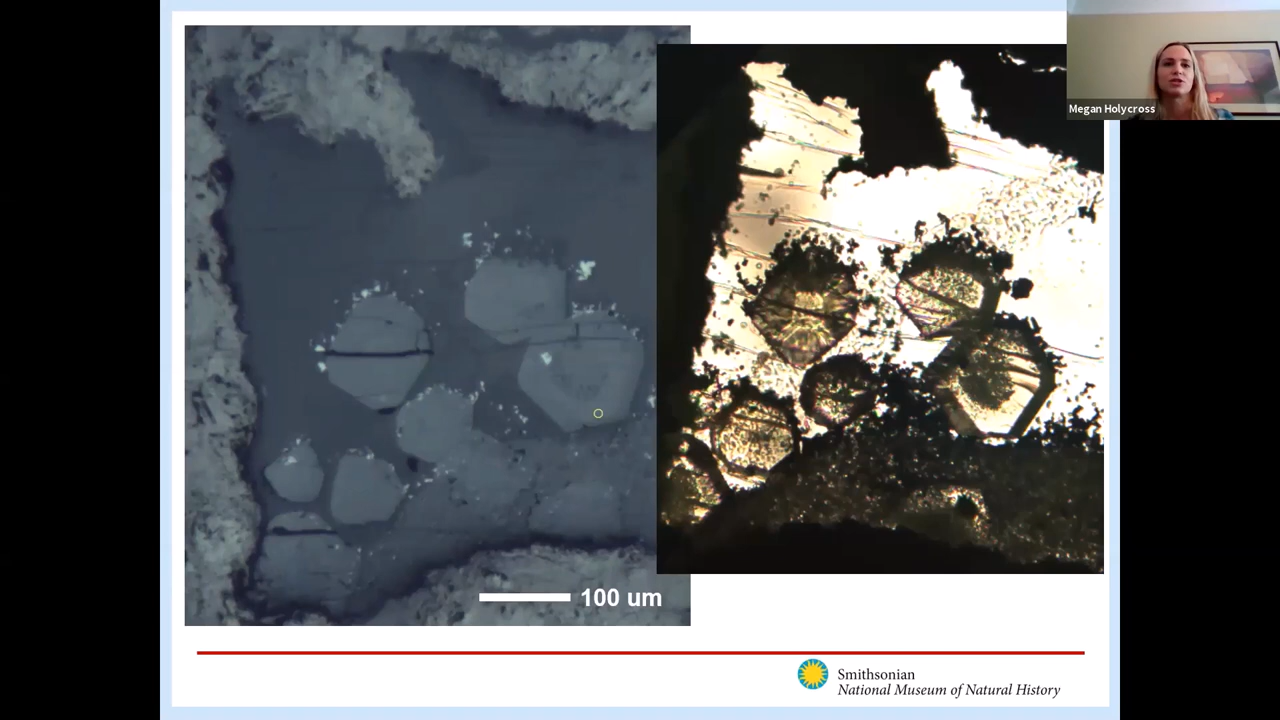 Megan Holycross
100 um
Smithsonian
National Museum of Natural History